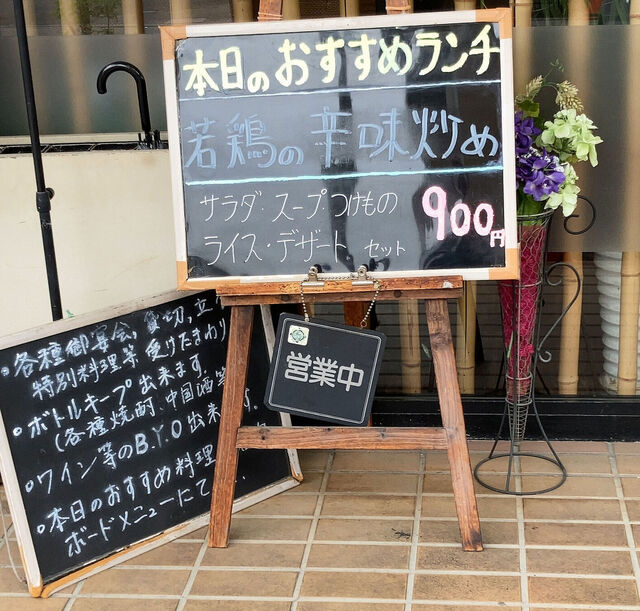 本日のおすすめランチ
若鶏の辛味炒め
サラダ・スープ・つけもの
ライス・デザート、セット
900円
営業中
・各種御宴会、貸切、立
特別料理等受けたまわり
・ボトルキープ出来ます。
(各種焼酎、中国酒等
・ワイン等のB.Y.O出来 す。
・本日のおすすめ料理
ボードメニューにて